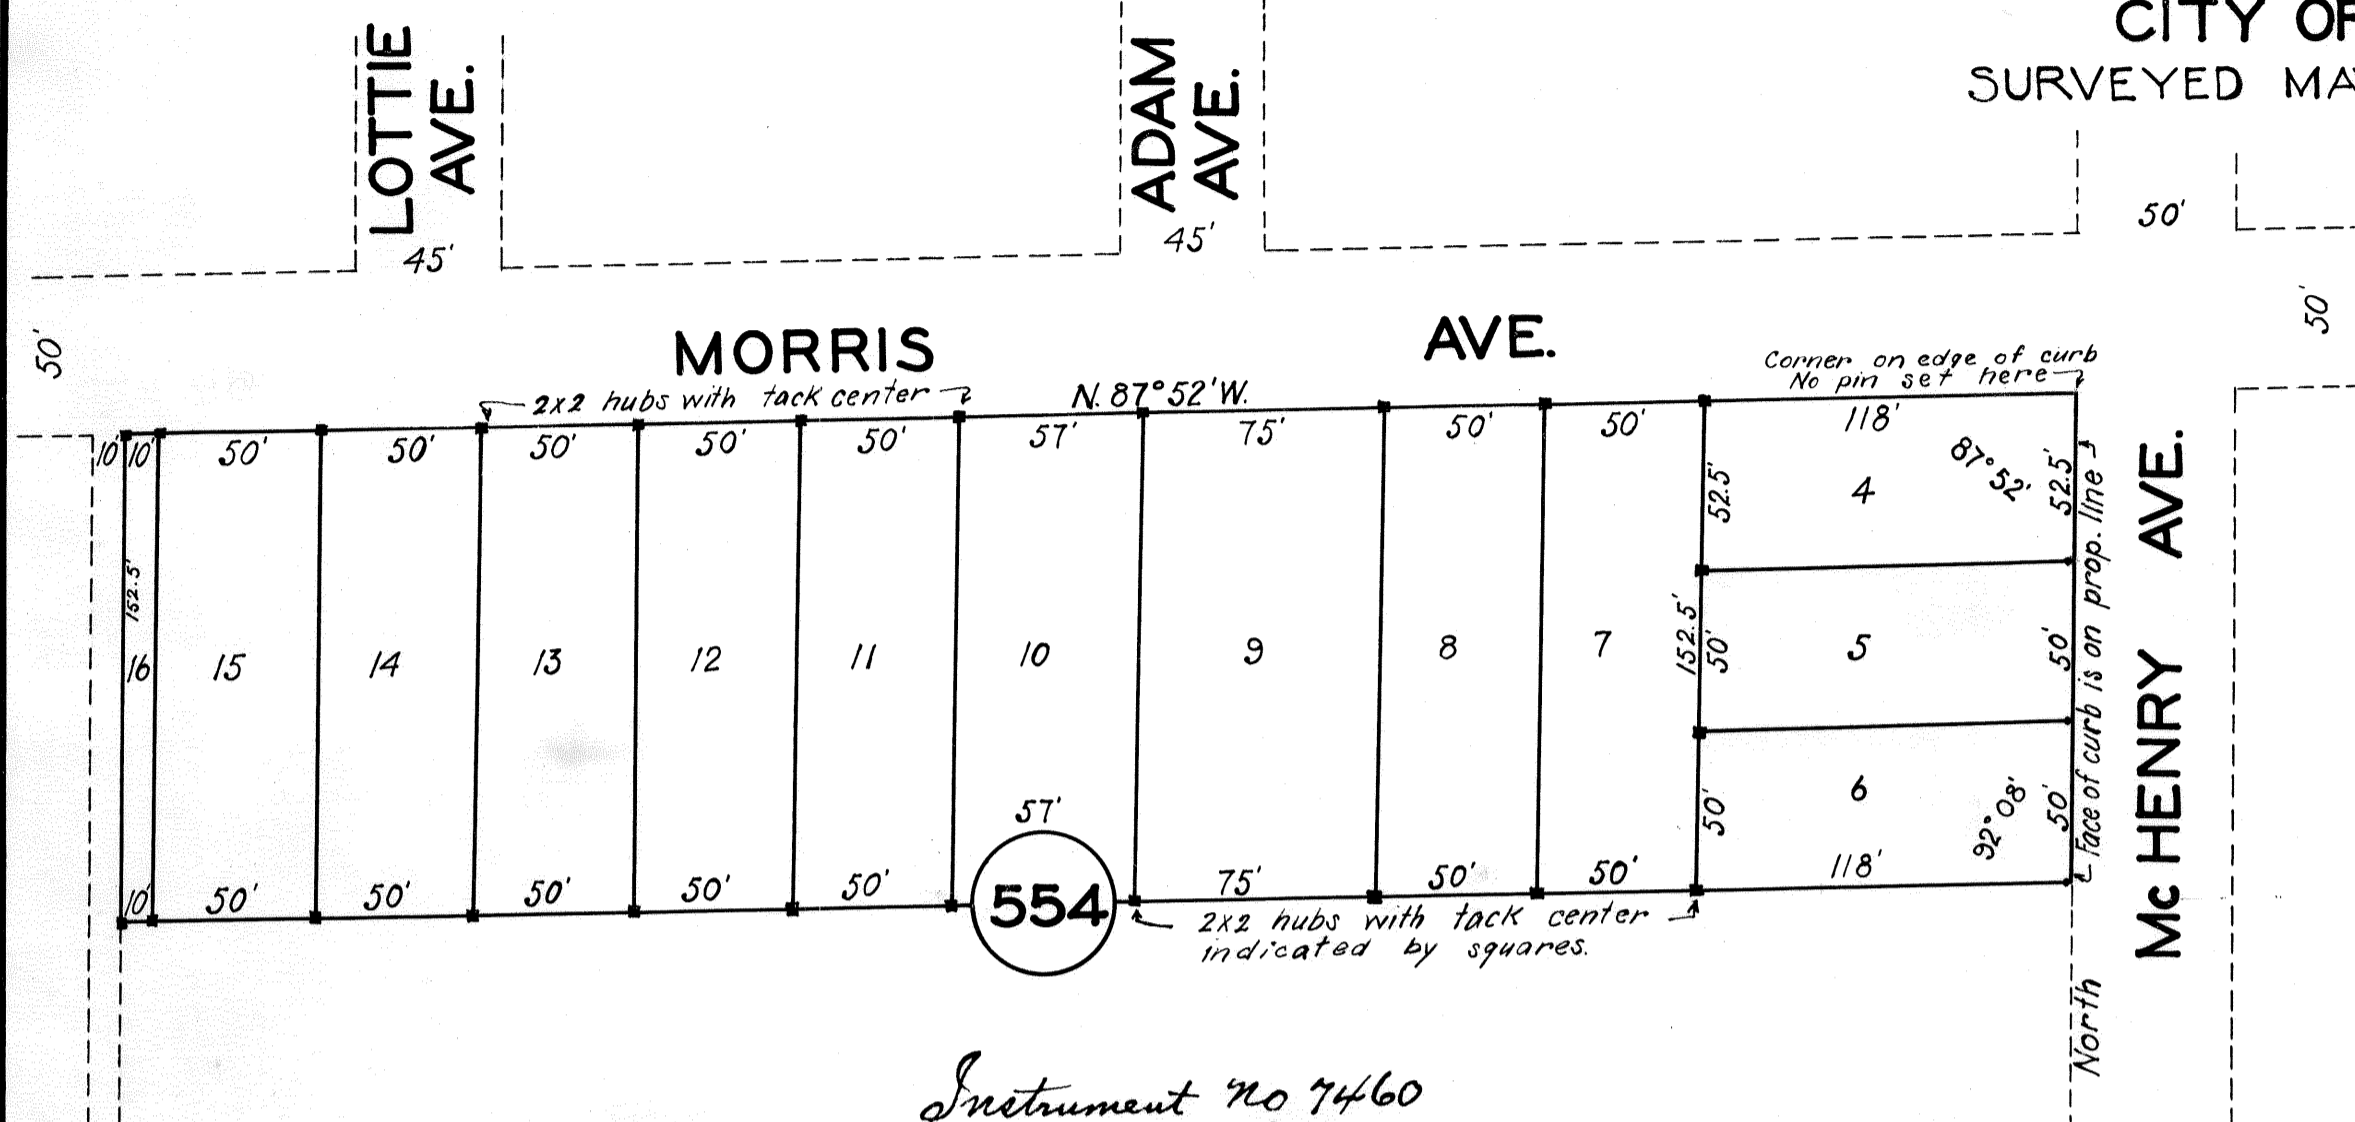 CITY OF
SURVEYED MA
LOTTIE
AVE.
ADAM
AVE.
45'
45'
50'
50'
50'
MORRIS AVE.
Corner on edge of curb
No pin set here
2x2 hubs with tack center
N. 87°52'W.
10' 10' 50' 50' 50' 50' 50' 57' 75' 50' 50' 118'
87°52'
52.5'
52.5'
4
152.5'
152.5'
50'
50'
16 15 14 13 12 11 10 9 8 7 5
6
50'
50'
92°08'
Face of curb is on prop. line
McHENRY AVE.
57'
10' 50' 50' 50' 50' 50' 75' 50' 50' 118'
554
2x2 hubs with tack center
indicated by squares.
North
Instrument no 7460